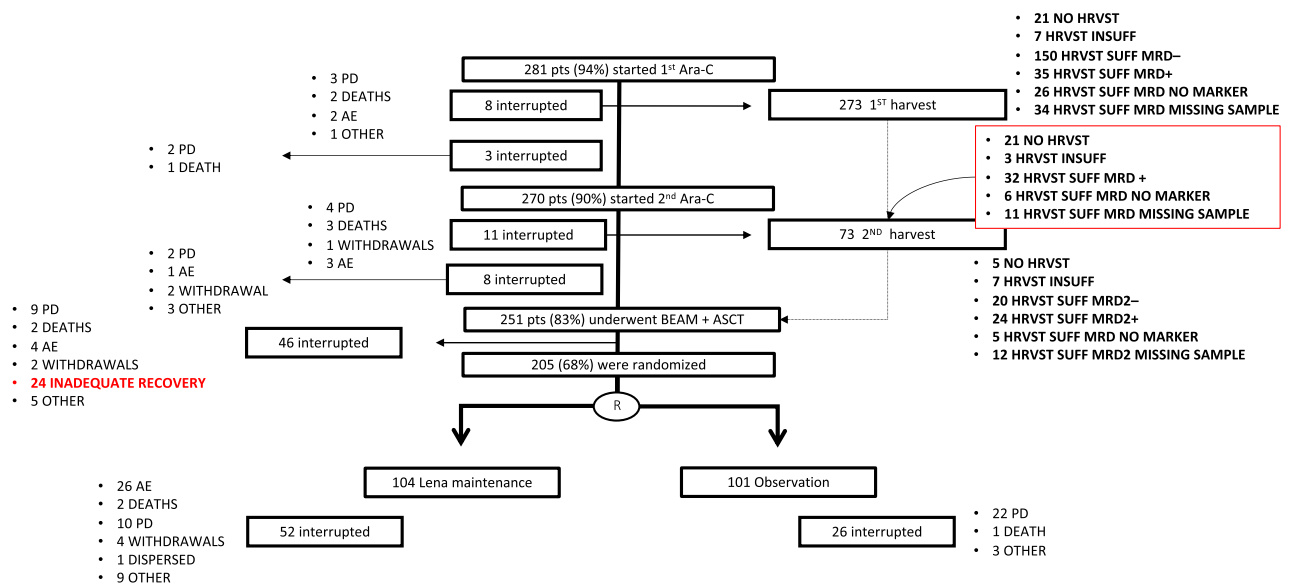 • 21 NO HRVST
• 7 HRVST INSUFF
• 150 HRVST SUFF MRD–
• 35 HRVST SUFF MRD+
• 26 HRVST SUFF MRD NO MARKER
• 34 HRVST SUFF MRD MISSING SAMPLE
281 pts (94%) started 1st Ara-C
• 3 PD
• 2 DEATHS
• 2 AE
• 1 OTHER
8 interrupted
273 1ST harvest
• 2 PD
• 1 DEATH
3 interrupted
• 21 NO HRVST
• 3 HRVST INSUFF
• 32 HRVST SUFF MRD +
• 6 HRVST SUFF MRD NO MARKER
• 11 HRVST SUFF MRD MISSING SAMPLE
270 pts (90%) started 2nd Ara-C
• 4 PD
• 3 DEATHS
• 1 WITHDRAWALS
• 3 AE
11 interrupted
73 2ND harvest
• 2 PD
• 1 AE
• 2 WITHDRAWAL
• 3 OTHER
8 interrupted
• 5 NO HRVST
• 7 HRVST INSUFF
• 20 HRVST SUFF MRD2–
• 24 HRVST SUFF MRD2+
• 5 HRVST SUFF MRD NO MARKER
• 12 HRVST SUFF MRD2 MISSING SAMPLE
251 pts (83%) underwent BEAM + ASCT
• 9 PD
• 2 DEATHS
• 4 AE
• 2 WITHDRAWALS
• 24 INADEQUATE RECOVERY
• 5 OTHER
46 interrupted
205 (68%) were randomized
R
104 Lena maintenance
101 Observation
• 26 AE
• 2 DEATHS
• 10 PD
• 4 WITHDRAWALS
• 1 DISPERSED
• 9 OTHER
52 interrupted
26 interrupted
• 22 PD
• 1 DEATH
• 3 OTHER